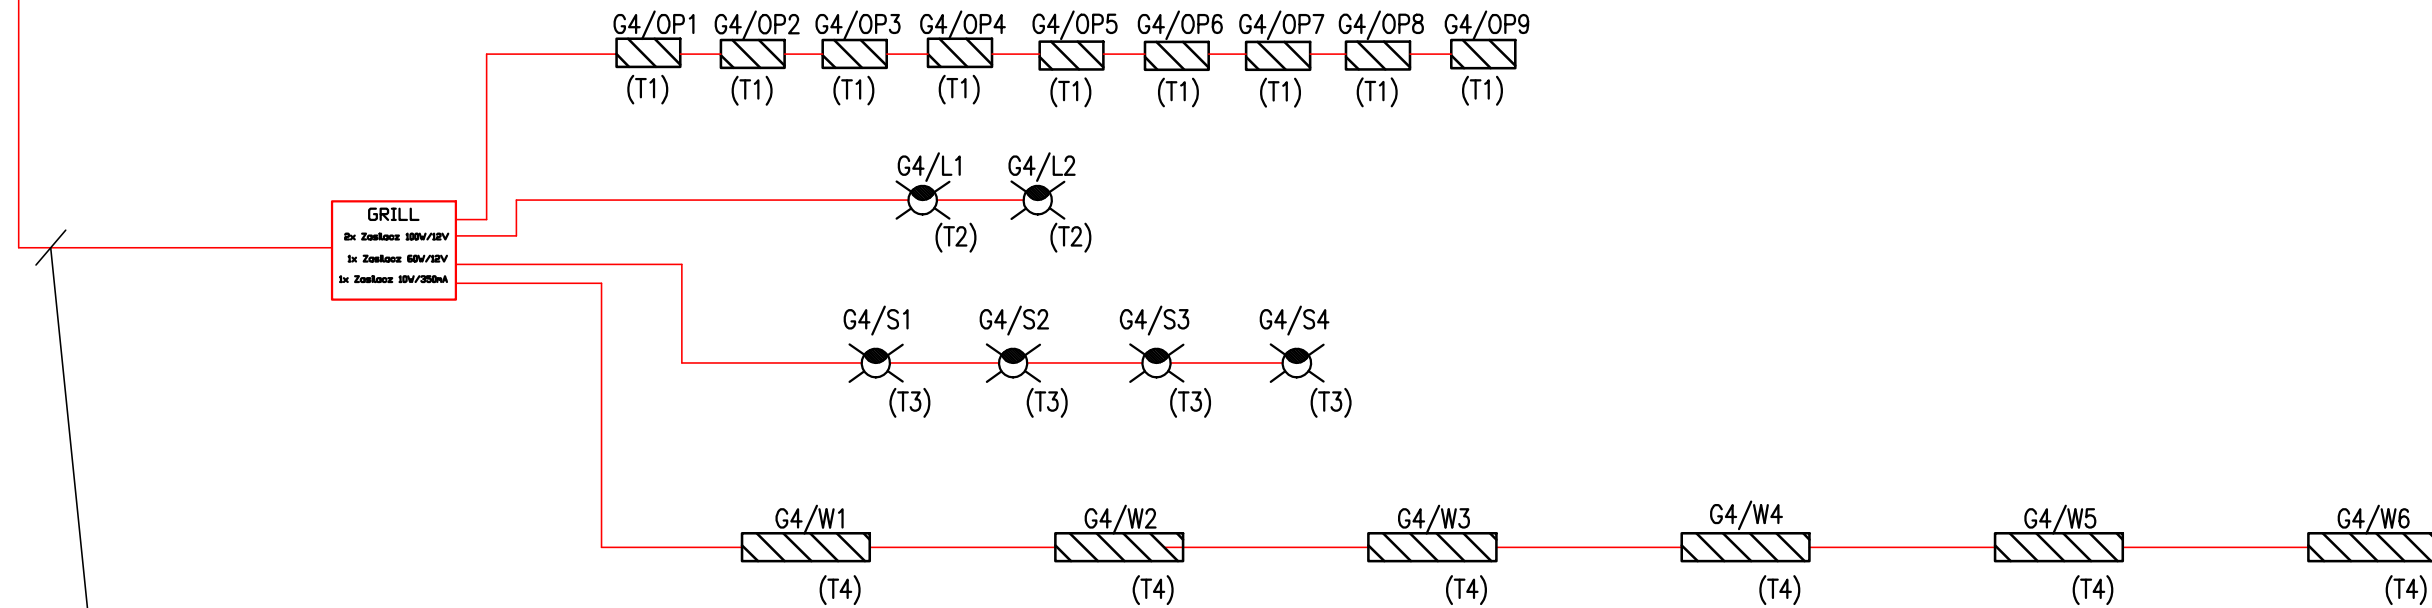 G4/OP1 G4/OP2 G4/OP3 G4/OP4 G4/OP5 G4/OP6 G4/OP7 G4/OP8 G4/OP9
(T1) (T1) (T1) (T1) (T1) (T1) (T1) (T1) (T1)
G4/L1 G4/L2
(T2) (T2)
GRILL
2x Zasilacz 100W/12V
1x Zasilacz 60W/12V
1x Zasilacz 10W/350mA
G4/S1 G4/S2 G4/S3 G4/S4
(T3) (T3) (T3) (T3)
G4/W1 G4/W2 G4/W3 G4/W4 G4/W5 G4/W6
(T4) (T4) (T4) (T4) (T4) (T4)